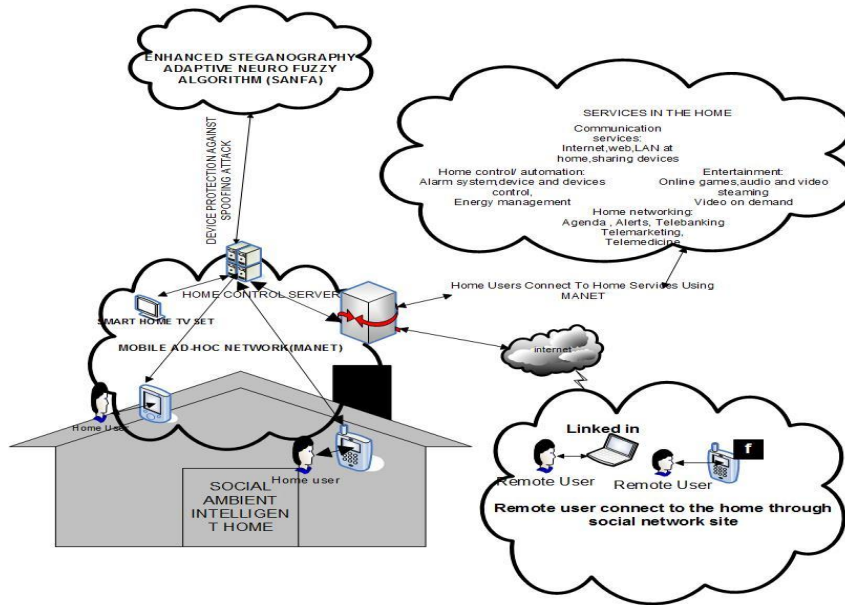 ENHANCED STEGANOGRAPHY
ADAPTIVE NEURO FUZZY
ALGORITHM (SANFA)
DEVICE PROTECTION AGAINST
SPOOFING ATTACK
SERVICES IN THE HOME
Communication
services:
Internet,web,LAN at
home,sharing devices
Home control/ automation:
Alarm system,device and devices
control,
Energy management
Entertainment:
Online games,audio and video
steaming
Video on demand
Home networking:
Agenda , Alerts, Telebanking
Telemarketing,
Telemedicine
HOME CONTROL SERVER
Home Users Connect To Home Services Using
MANET
SMART HOME TV SET
MOBILE AD-HOC NETWORK(MANET)
internet
Home User
Home user
SOCIAL
AMBIENT
INTELLIGEN
T HOME
Linked in
f
Remote User
Remote User
Remote user connect to the home through
social network site